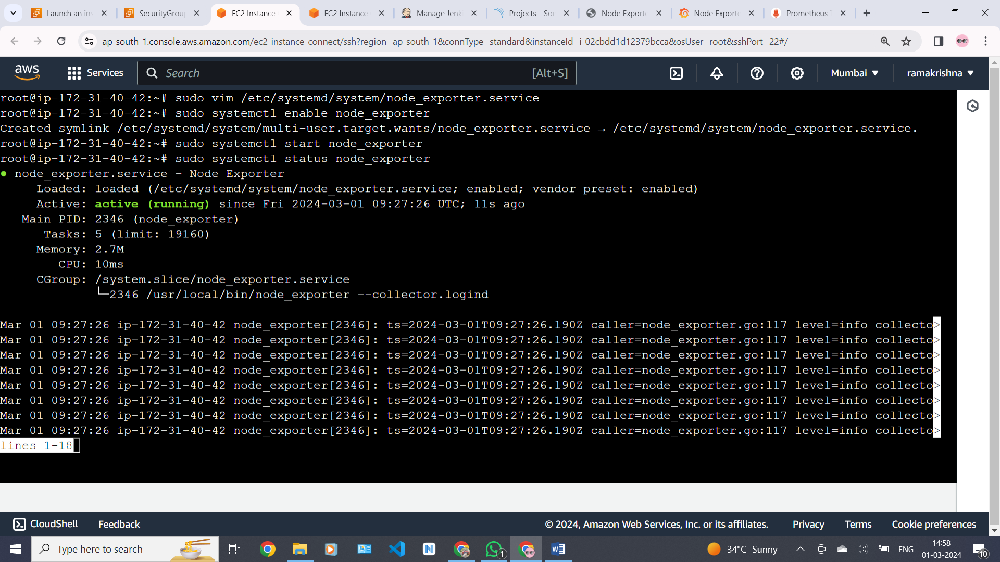 Launch an ins
SecurityGrou
EC2 Instance
EC2 Instance
Manage Jenk
Projects - Son
Node Exporte
Node Exporte
Prometheus T
ap-south-1.console.aws.amazon.com/ec2-instance-connect/ssh?region=ap-south-1&connType=standard&instanceId=i-02cbdd1d12379bcca&osUser=root&sshPort=22#/
aws
Services
Search
[Alt+S]
Mumbai
ramakrishna
root@ip-172-31-40-42:~# sudo vim /etc/systemd/system/node_exporter.service
root@ip-172-31-40-42:~# sudo systemctl enable node_exporter
Created symlink /etc/systemd/system/multi-user.target.wants/node_exporter.service → /etc/systemd/system/node_exporter.service.
root@ip-172-31-40-42:~# sudo systemctl start node_exporter
root@ip-172-31-40-42:~# sudo systemctl status node_exporter
● node_exporter.service - Node Exporter
Loaded: loaded (/etc/systemd/system/node_exporter.service; enabled; vendor preset: enabled)
Active: active (running) since Fri 2024-03-01 09:27:26 UTC; 11s ago
Main PID: 2346 (node_exporter)
Tasks: 5 (limit: 19160)
Memory: 2.7M
CPU: 10ms
CGroup: /system.slice/node_exporter.service
└─2346 /usr/local/bin/node_exporter --collector.logind
Mar 01 09:27:26 ip-172-31-40-42 node_exporter[2346]: ts=2024-03-01T09:27:26.190Z caller=node_exporter.go:117 level=info collecto>
Mar 01 09:27:26 ip-172-31-40-42 node_exporter[2346]: ts=2024-03-01T09:27:26.190Z caller=node_exporter.go:117 level=info collecto>
Mar 01 09:27:26 ip-172-31-40-42 node_exporter[2346]: ts=2024-03-01T09:27:26.190Z caller=node_exporter.go:117 level=info collecto>
Mar 01 09:27:26 ip-172-31-40-42 node_exporter[2346]: ts=2024-03-01T09:27:26.190Z caller=node_exporter.go:117 level=info collecto>
Mar 01 09:27:26 ip-172-31-40-42 node_exporter[2346]: ts=2024-03-01T09:27:26.190Z caller=node_exporter.go:117 level=info collecto>
Mar 01 09:27:26 ip-172-31-40-42 node_exporter[2346]: ts=2024-03-01T09:27:26.190Z caller=node_exporter.go:117 level=info collecto>
Mar 01 09:27:26 ip-172-31-40-42 node_exporter[2346]: ts=2024-03-01T09:27:26.190Z caller=node_exporter.go:117 level=info collecto>
Mar 01 09:27:26 ip-172-31-40-42 node_exporter[2346]: ts=2024-03-01T09:27:26.190Z caller=node_exporter.go:117 level=info collecto>
lines 1-18
CloudShell
Feedback
© 2024, Amazon Web Services, Inc. or its affiliates.
Privacy
Terms
Cookie preferences
Type here to search
1
34°C Sunny
ENG
14:58
01-03-2024
10